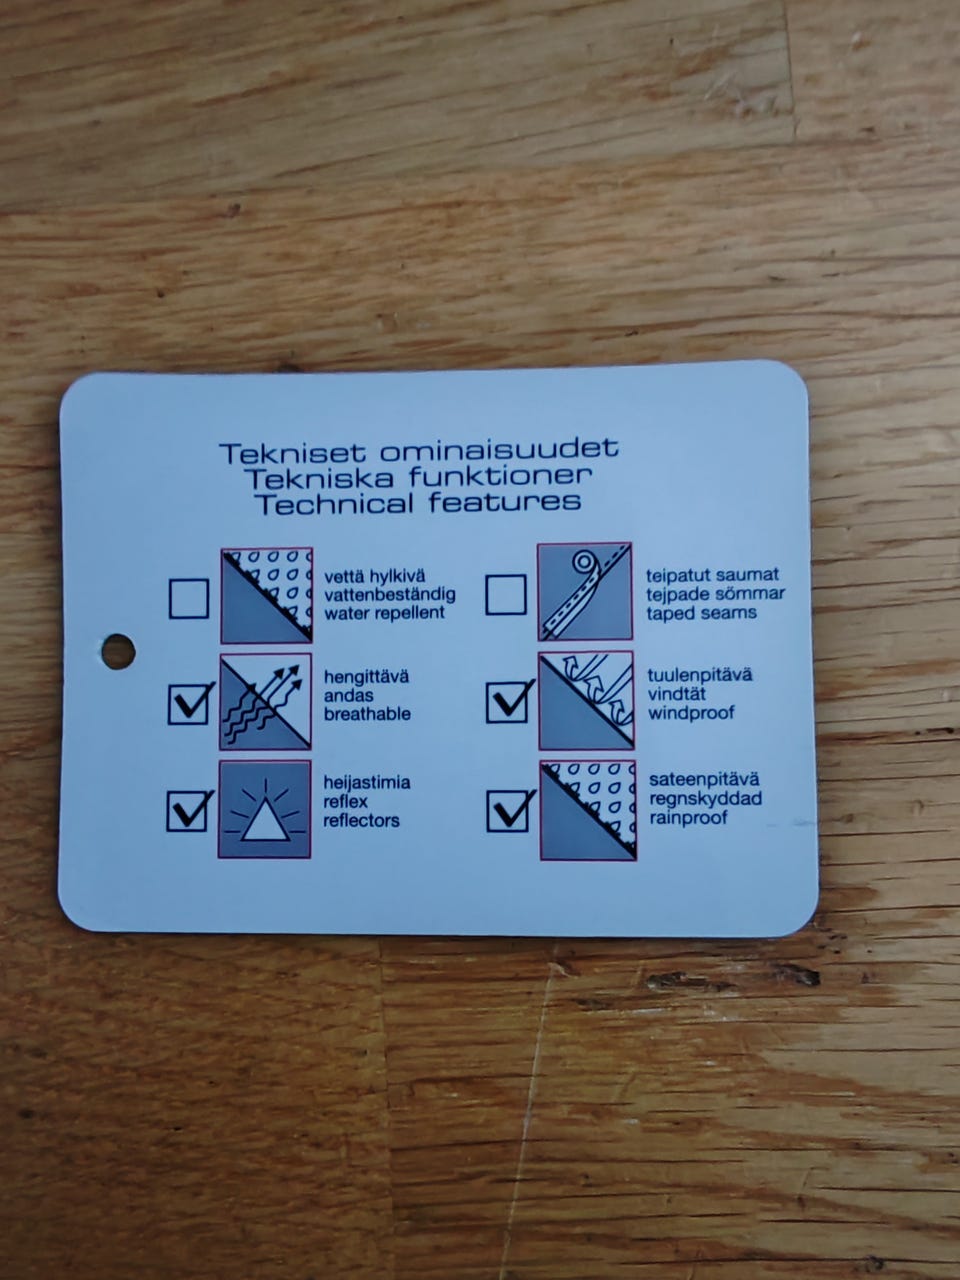 Tekniset ominaisuudet
Tekniska funktioner
Technical features
vettä hylkivä
vattenbeständig
water repellent
teipatut saumat
tejpade sömmar
taped seams
hengittävä
andas
breathable
tuulenpitävä
vindtät
windproof
heijastimia
reflex
reflectors
sateenpitävä
regnskyddad
rainproof